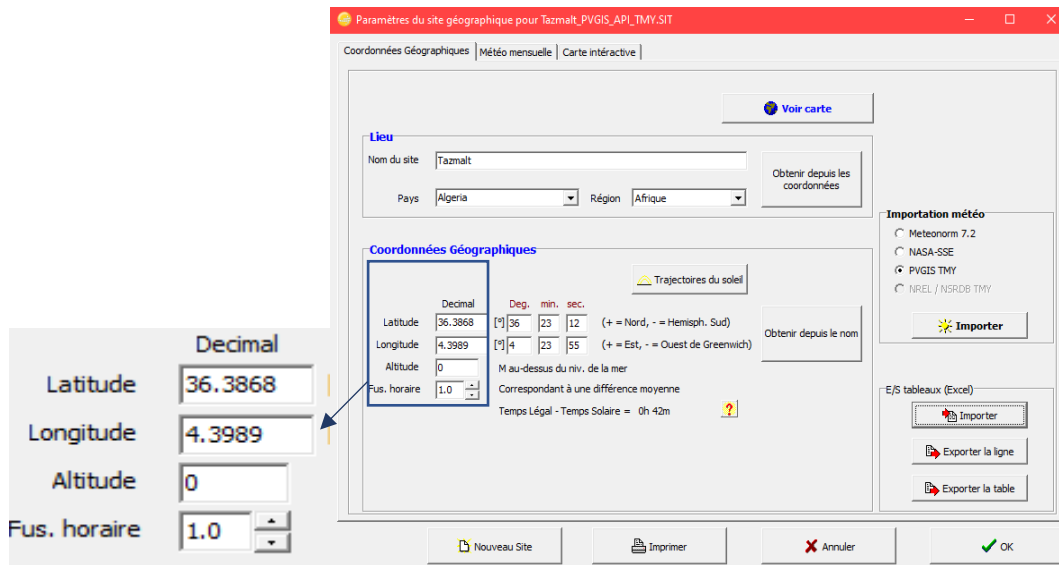 Paramètres du site géographique pour Tazmalt_PVGIS_API_TMY.SIT
Coordonnées Géographiques Météo mensuelle Carte intéractive
Voir carte
Lieu
Nom du site Tazmalt
Obtenir depuis les coordonnées
Pays Algeria Région Afrique
Importation météo
Meteonorm 7.2
NASA-SSE
PVGIS TMY
NREL / NSRDB TMY
Importer
Coordonnées Géographiques
Trajectoires du soleil
Decimal Deg. min. sec.
Latitude 36.3868 [°] 36 23 12 (+ = Nord, - = Hemisph. Sud)
Longitude 4.3989 [°] 4 23 55 (+ = Est, - = Ouest de Greenwich)
Obtenir depuis le nom
Altitude 0 M au-dessus du niv. de la mer
Fus. horaire 1.0 Correspondant à une différence moyenne
Temps Légal - Temps Solaire = 0h 42m ?
E/S tableaux (Excel)
Importer
Exporter la ligne
Exporter la table
Nouveau Site Imprimer Annuler OK
Decimal
Latitude 36.3868
Longitude 4.3989
Altitude 0
Fus. horaire 1.0